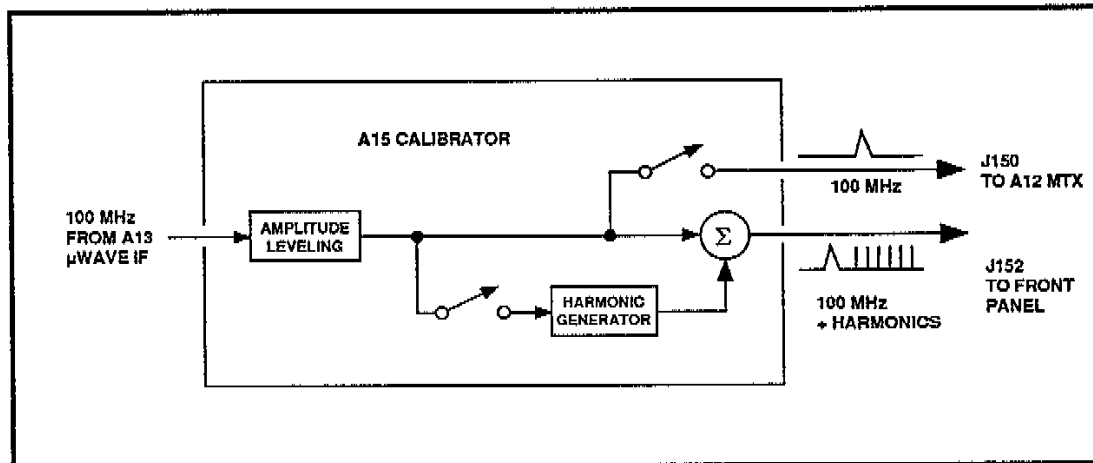 A15 CALIBRATOR
100 MHz
FROM A13
µWAVE IF
AMPLITUDE
LEVELING
HARMONIC
GENERATOR
Σ
100 MHz
J150
TO A12 MTX
100 MHz
+ HARMONICS
J152
TO FRONT
PANEL